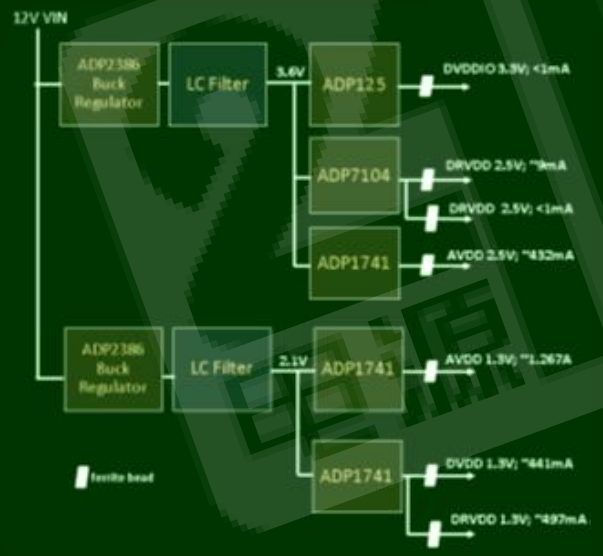 12V VIN
ADP2386
Buck
Regulator
LC Filter
3.6V
ADP125
DVDDIO 3.3V; <1mA
ADP7104
DRVDD 2.5V; ~9mA
DRVDD 2.5V; <1mA
ADP1741
AVDD 2.5V; ~432mA
ADP2386
Buck
Regulator
LC Filter
2.1V
ADP1741
AVDD 1.3V; ~1.267A
ADP1741
DVDD 1.3V; ~441mA
DRVDD 1.3V; ~497mA
ferrite bead